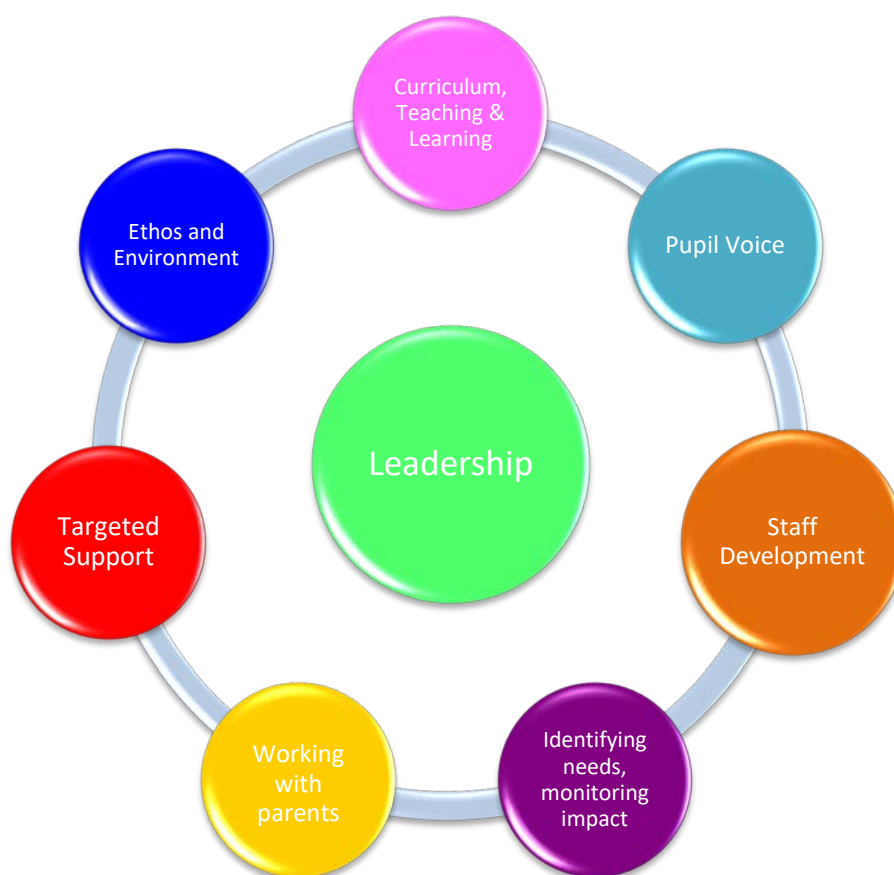 Curriculum,
Teaching &
Learning
Pupil Voice
Staff
Development
Identifying
needs,
monitoring
impact
Working
with
parents
Targeted
Support
Ethos and
Environment
Leadership